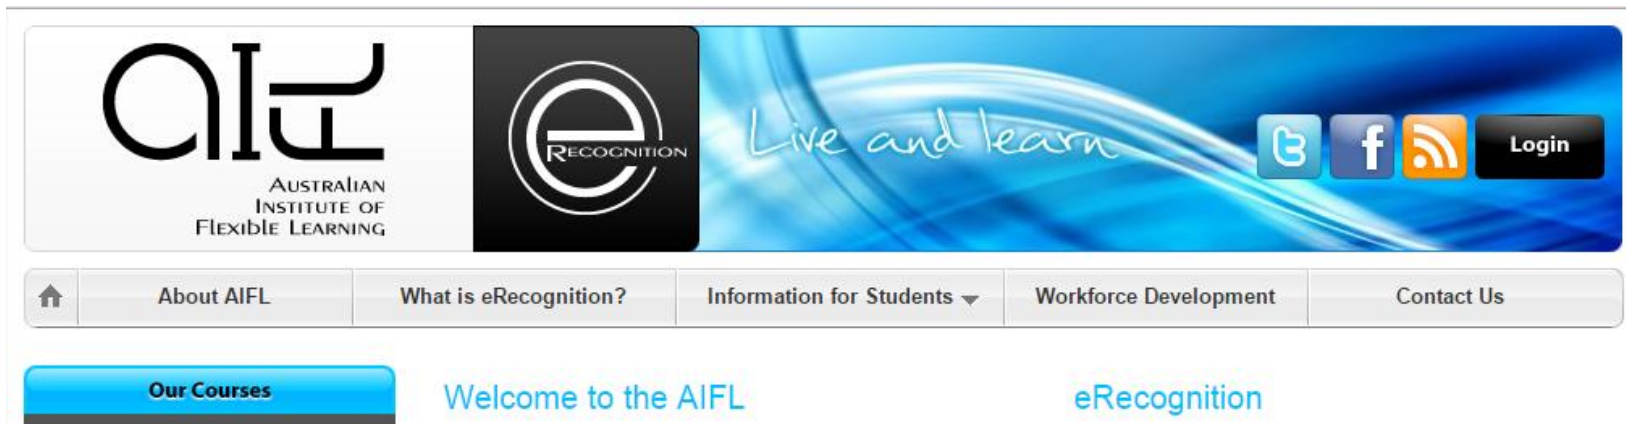 AIFL
Australian
Institute of
Flexible Learning
e
Recognition
Live and learn
Login
About AIFL
What is eRecognition?
Information for Students
Workforce Development
Contact Us
Our Courses
Welcome to the AIFL
eRecognition